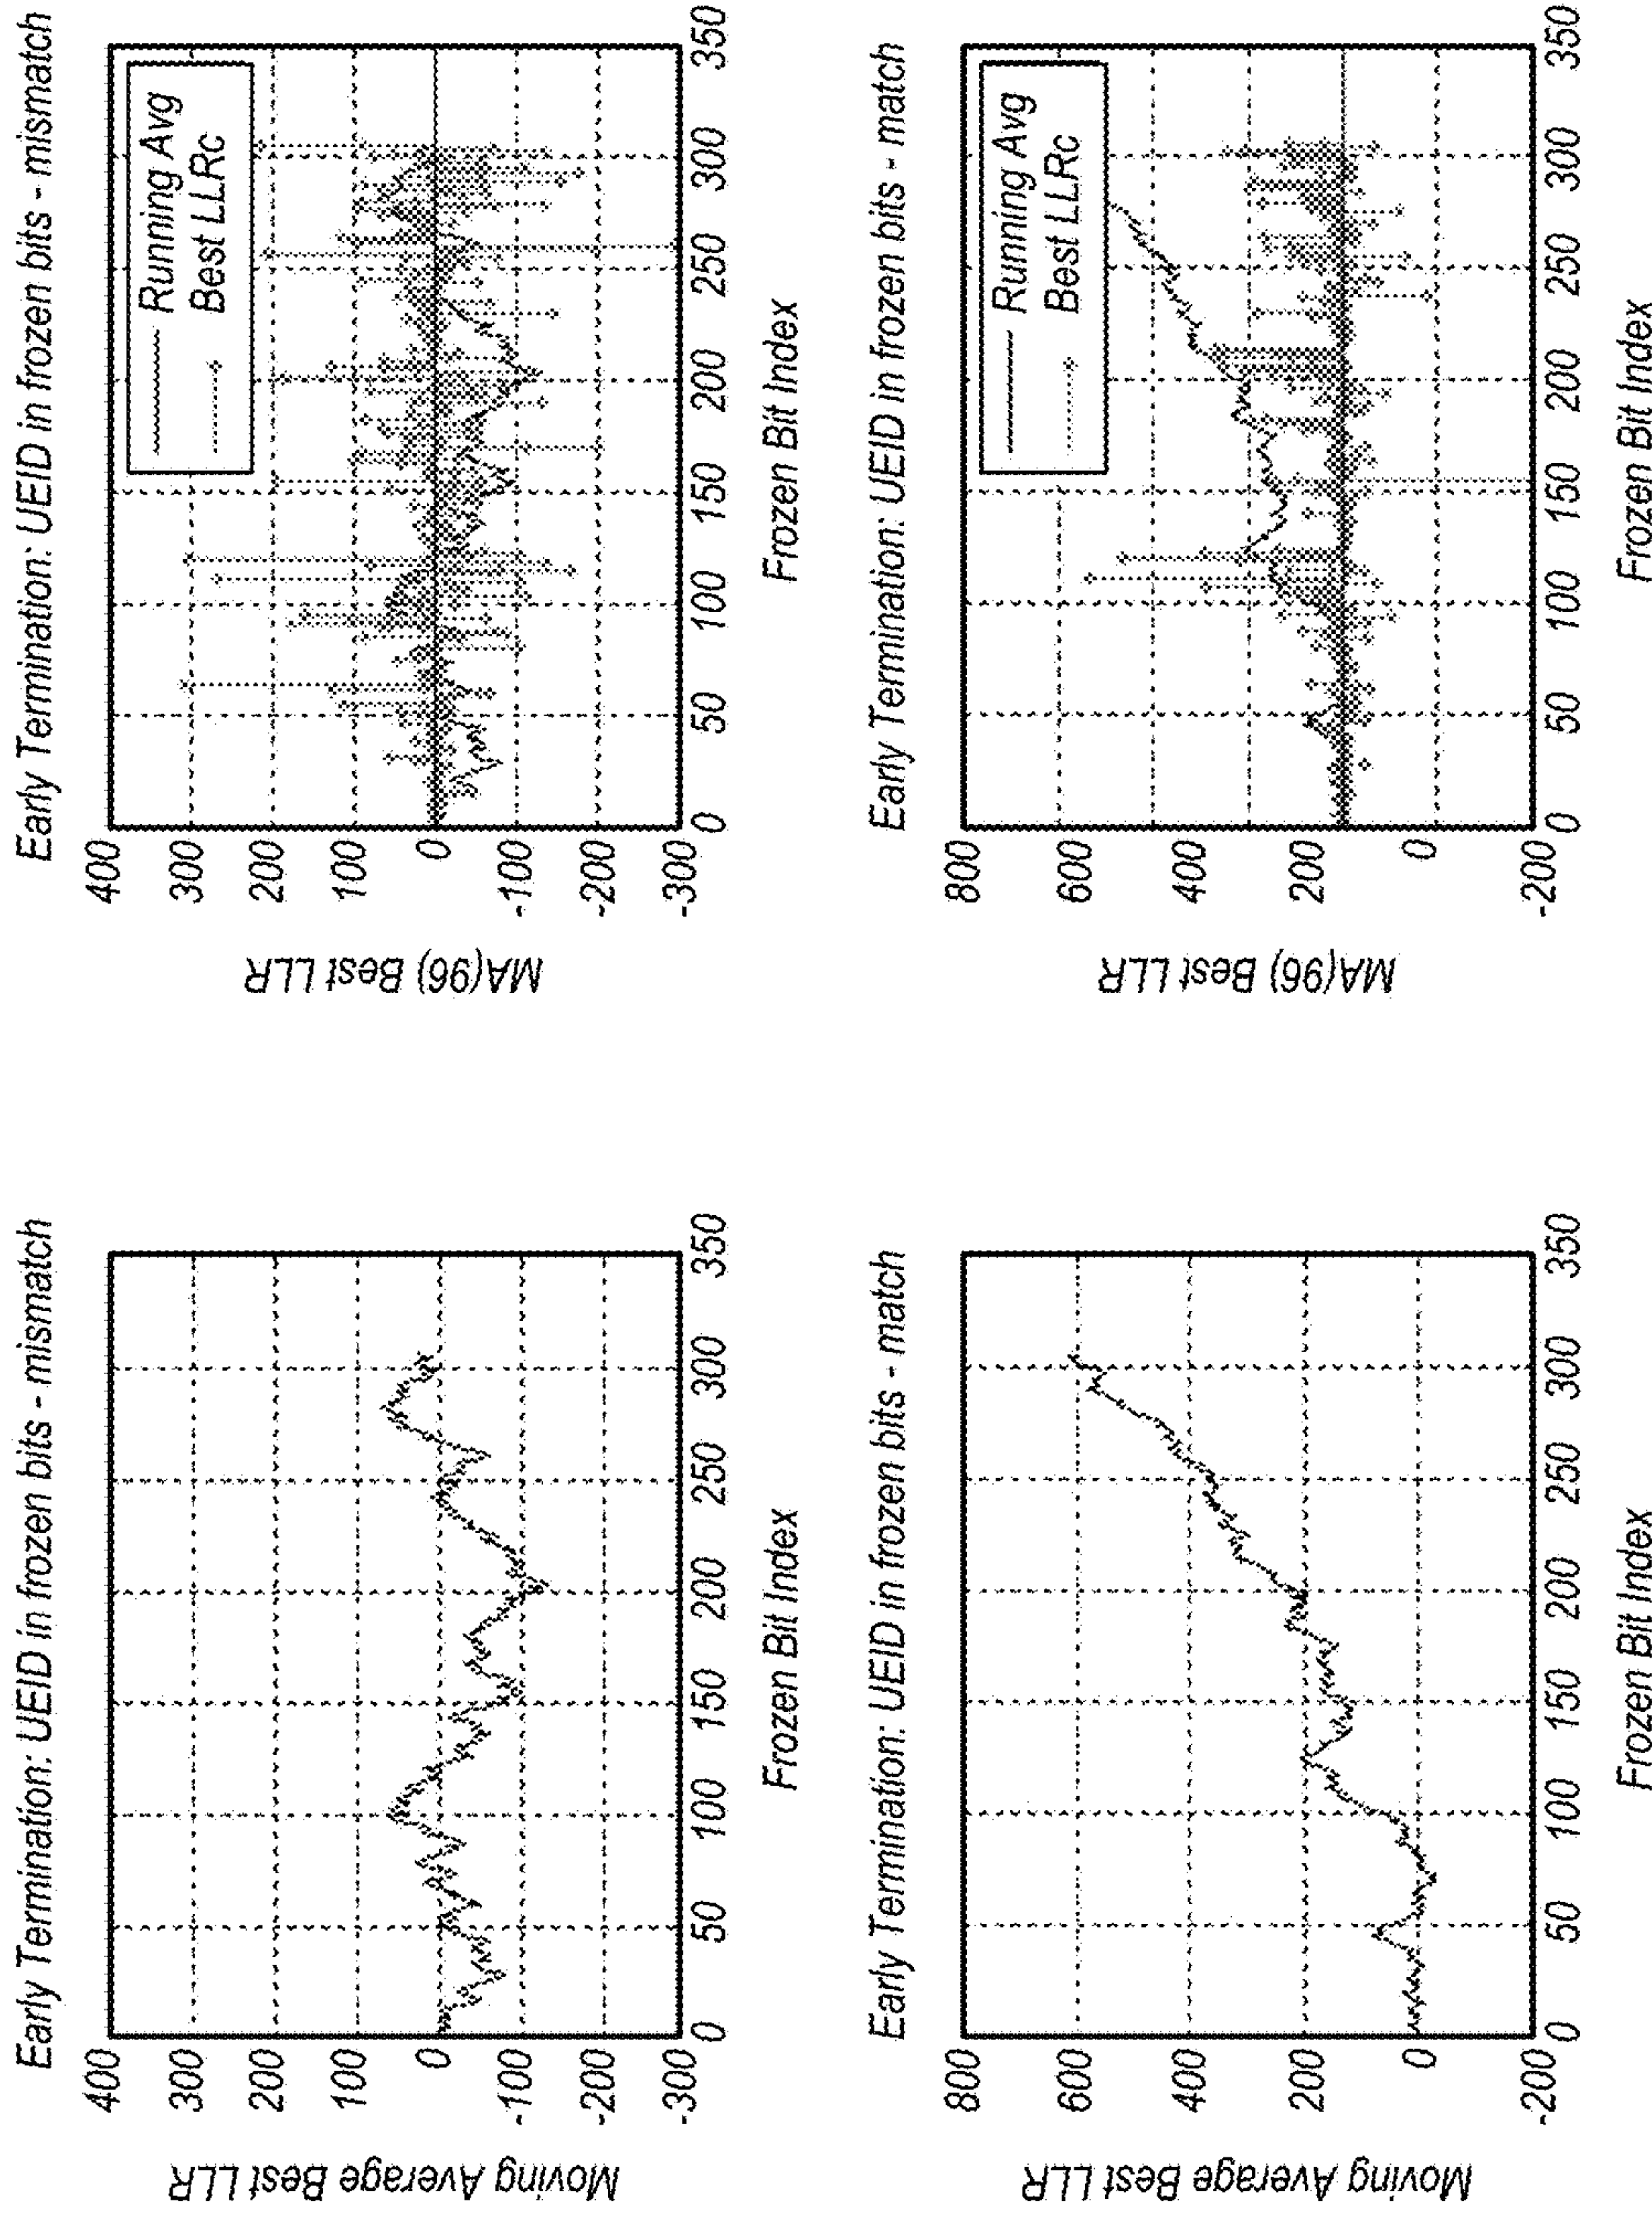 Early Termination: UEID in frozen bits - mismatch
Moving Average Best LLR
400
300
200
100
0
-100
-200
-300
0 50 100 150 200 250 300 350
Frozen Bit Index
Early Termination: UEID in frozen bits - mismatch
MA(96) Best LLR
400
300
200
100
0
-100
-200
-300
Running Avg
Best LLRc
0 50 100 150 200 250 300 350
Frozen Bit Index
Early Termination: UEID in frozen bits - match
Moving Average Best LLR
800
600
400
200
0
-200
0 50 100 150 200 250 300 350
Frozen Bit Index
Early Termination: UEID in frozen bits - match
MA(96) Best LLR
800
600
400
200
0
-200
Running Avg
Best LLRc
0 50 100 150 200 250 300 350
Frozen Bit Index